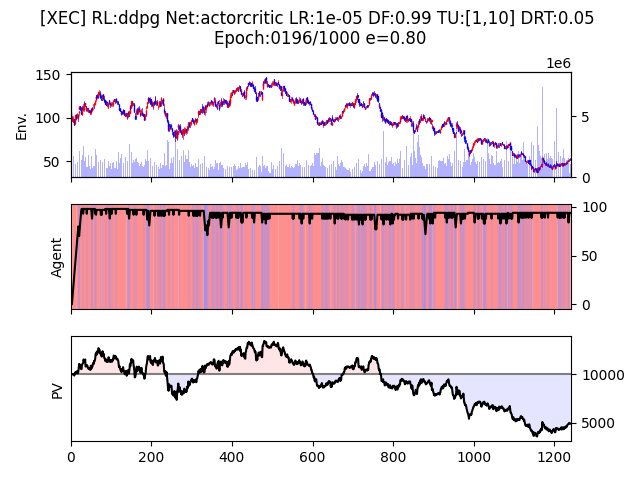 [XEC] RL:ddpg Net:actorcritic LR:1e-05 DF:0.99 TU:[1,10] DRT:0.05
Epoch:0196/1000 e=0.80
1e6
150
100
50
Env.
5
0
Agent
100
50
0
PV
10000
5000
0 200 400 600 800 1000 1200